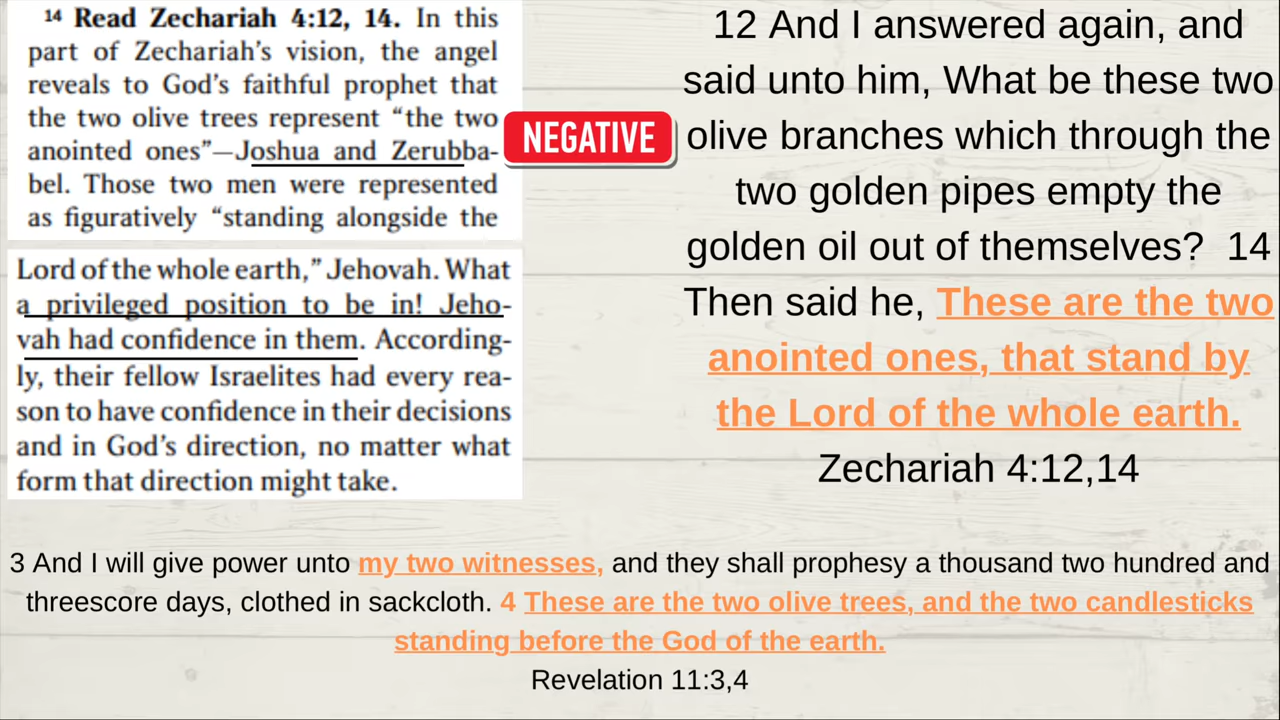 14 Read Zechariah 4:12, 14. In this
part of Zechariah's vision, the angel
reveals to God's faithful prophet that
the two olive trees represent “the two
anointed ones”—Joshua and Zerubba-
bel. Those two men were represented
as figuratively “standing alongside the
Lord of the whole earth,” Jehovah. What
a privileged position to be in! Jeho-
vah had confidence in them. According-
ly, their fellow Israelites had every rea-
son to have confidence in their decisions
and in God's direction, no matter what
form that direction might take.
NEGATIVE
12 And I answered again, and
said unto him, What be these two
olive branches which through the
two golden pipes empty the
golden oil out of themselves? 14
Then said he, These are the two
anointed ones, that stand by
the Lord of the whole earth.
Zechariah 4:12,14
3 And I will give power unto my two witnesses, and they shall prophesy a thousand two hundred and
threescore days, clothed in sackcloth. 4 These are the two olive trees, and the two candlesticks
standing before the God of the earth.
Revelation 11:3,4